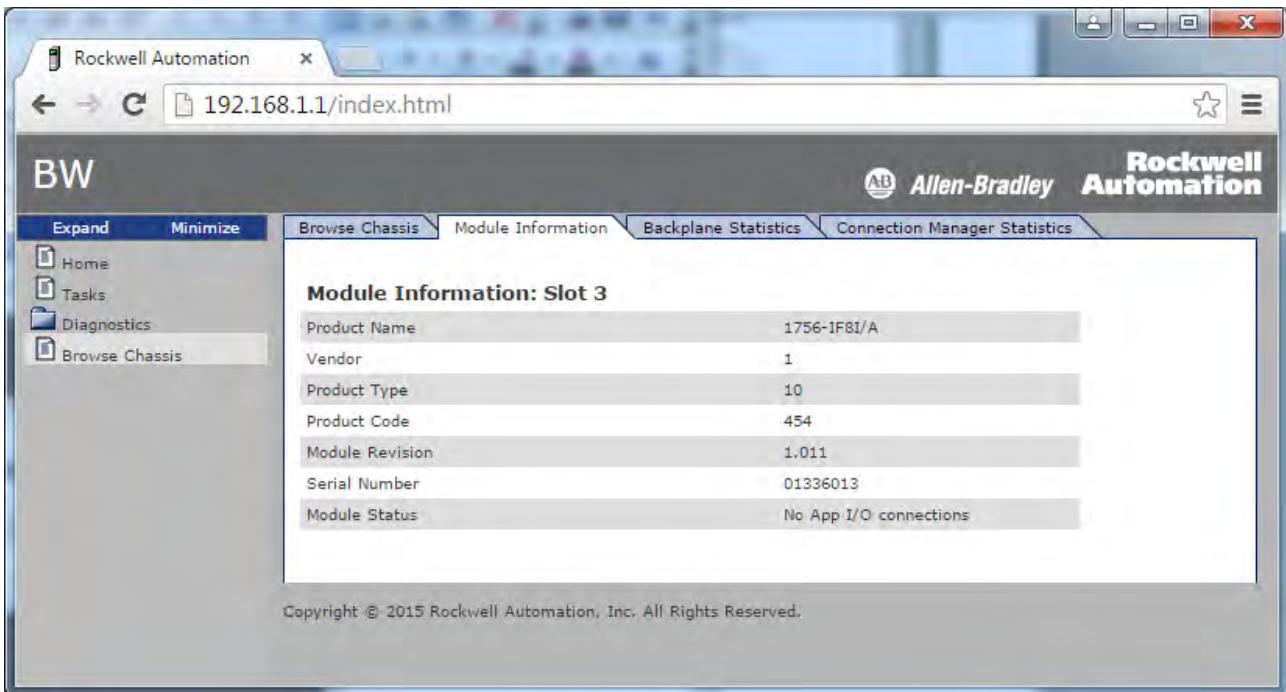 Rockwell Automation
192.168.1.1/index.html
BW
AB Allen-Bradley
Rockwell
Automation
Expand Minimize
Home
Tasks
Diagnostics
Browse Chassis
Browse Chassis Module Information Backplane Statistics Connection Manager Statistics
Module Information: Slot 3
Product Name 1756-IF8I/A
Vendor 1
Product Type 10
Product Code 454
Module Revision 1.011
Serial Number 01336013
Module Status No App I/O connections
Copyright © 2015 Rockwell Automation, Inc. All Rights Reserved.